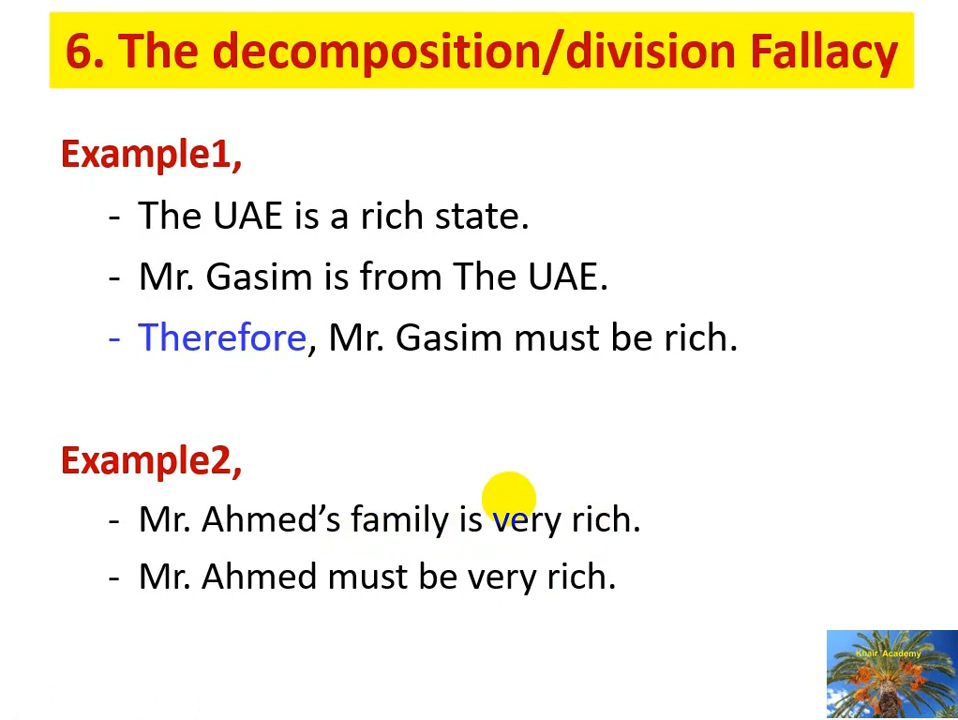 6. The decomposition/division Fallacy
Example1,
- The UAE is a rich state.
- Mr. Gasim is from The UAE.
- Therefore, Mr. Gasim must be rich.
Example2,
- Mr. Ahmed’s family is very rich.
- Mr. Ahmed must be very rich.
Khair Academy